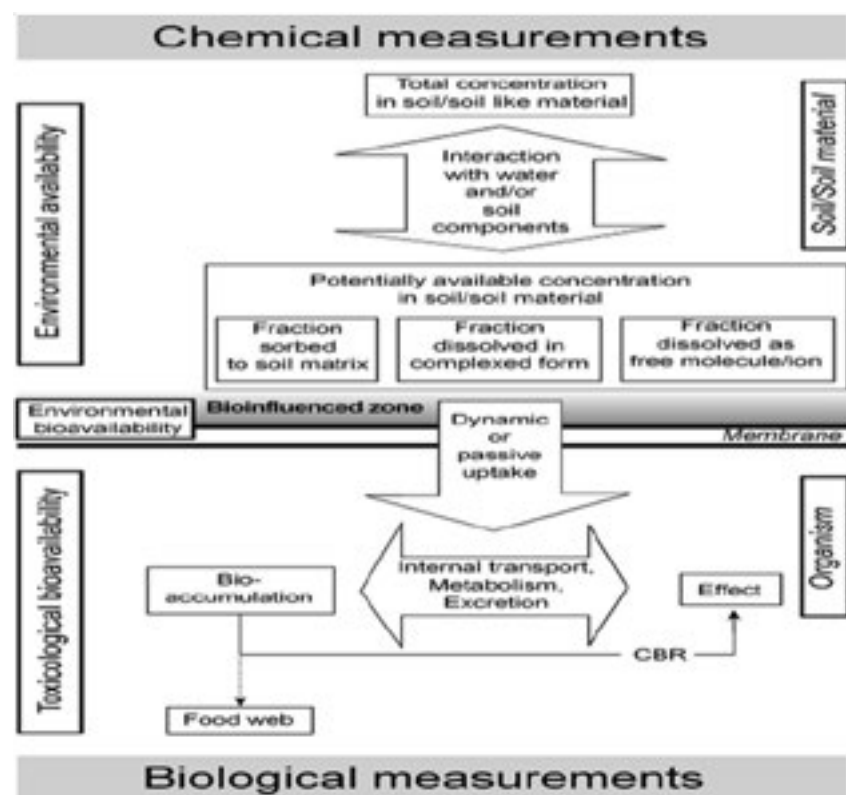 Chemical measurements
Total concentration
in soil/soil like material
Environmental availability
Soil/Soil material
Interaction
with water
and/or
soil
components
Potentially available concentration
in soil/soil material
Fraction
sorbed
to soil matrix
Fraction
dissolved in
complexed form
Fraction
dissolved as
free molecule/ion
Environmental
bioavailability
Bioinfluenced zone
Membrane
Dynamic
or
passive
uptake
Toxicological bioavailability
Organism
Internal transport,
Metabolism,
Excretion
Bio-
accumulation
Effect
CBR
Food web
Biological measurements